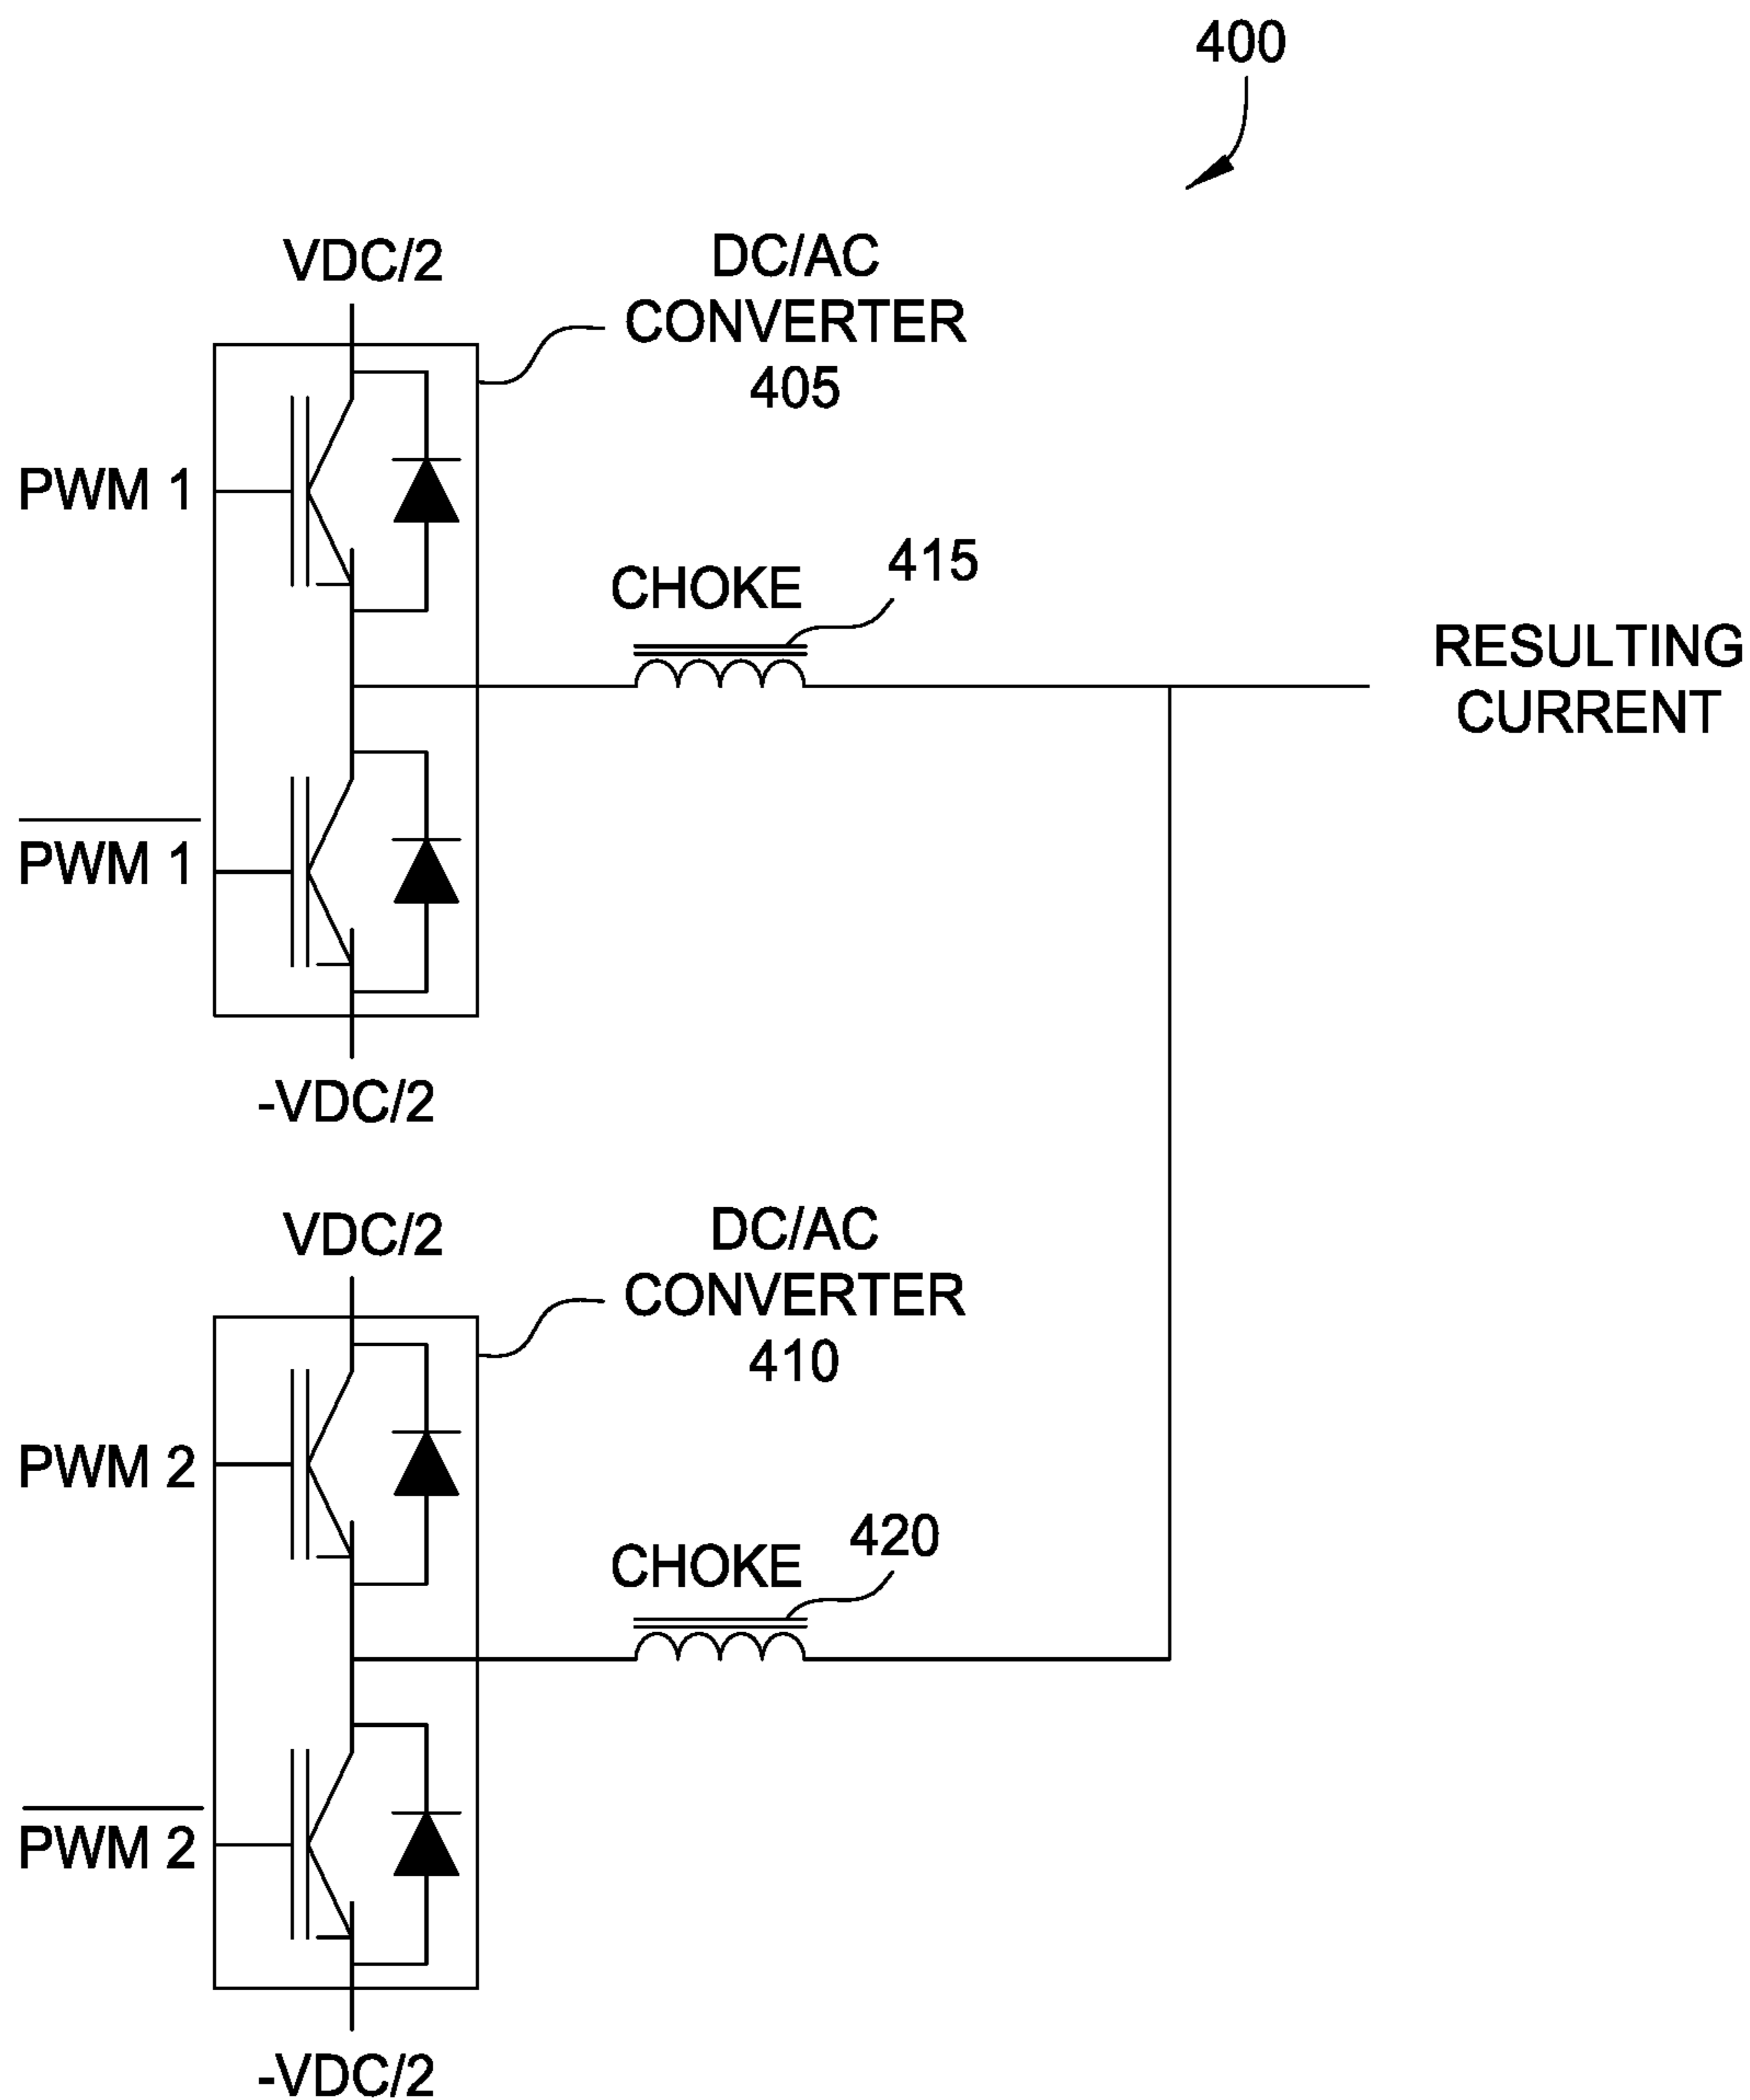 400
VDC/2
DC/AC
CONVERTER
405
PWM 1
CHOKE
415
RESULTING
CURRENT
PWM 1
-VDC/2
VDC/2
DC/AC
CONVERTER
410
PWM 2
CHOKE
420
PWM 2
-VDC/2